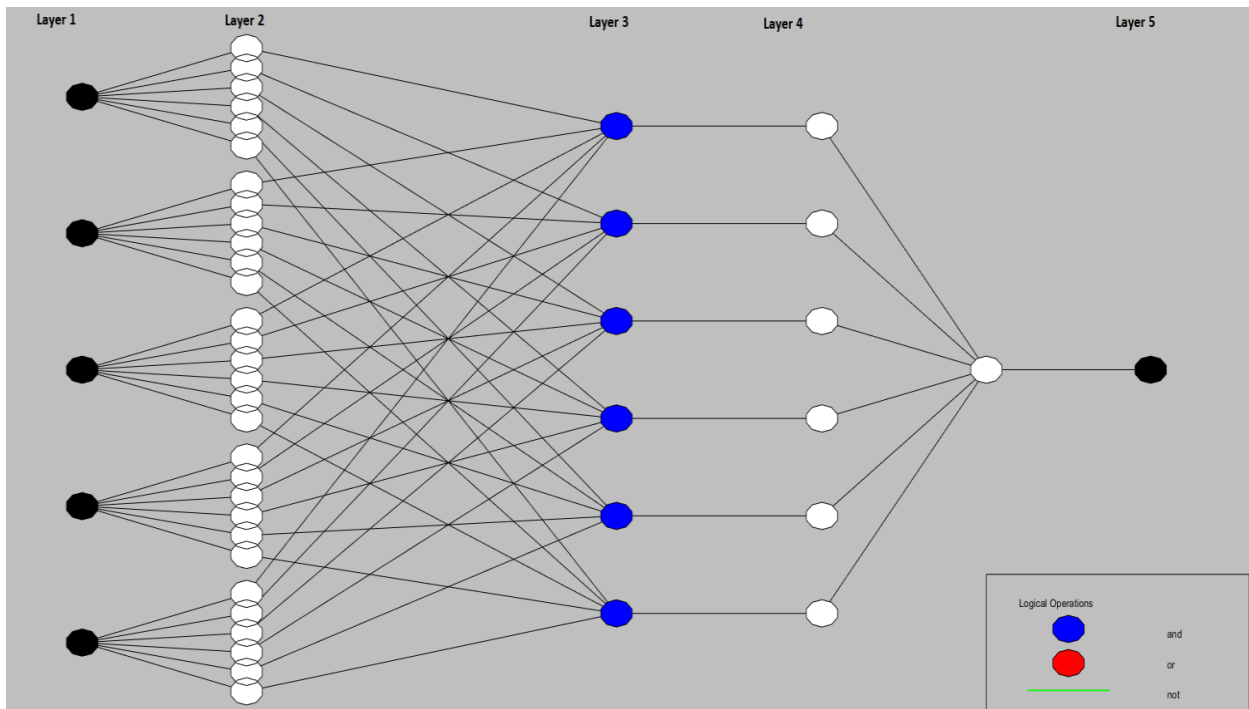 Layer 1
Layer 2
Layer 3
Layer 4
Layer 5
Logical Operations
and
or
not